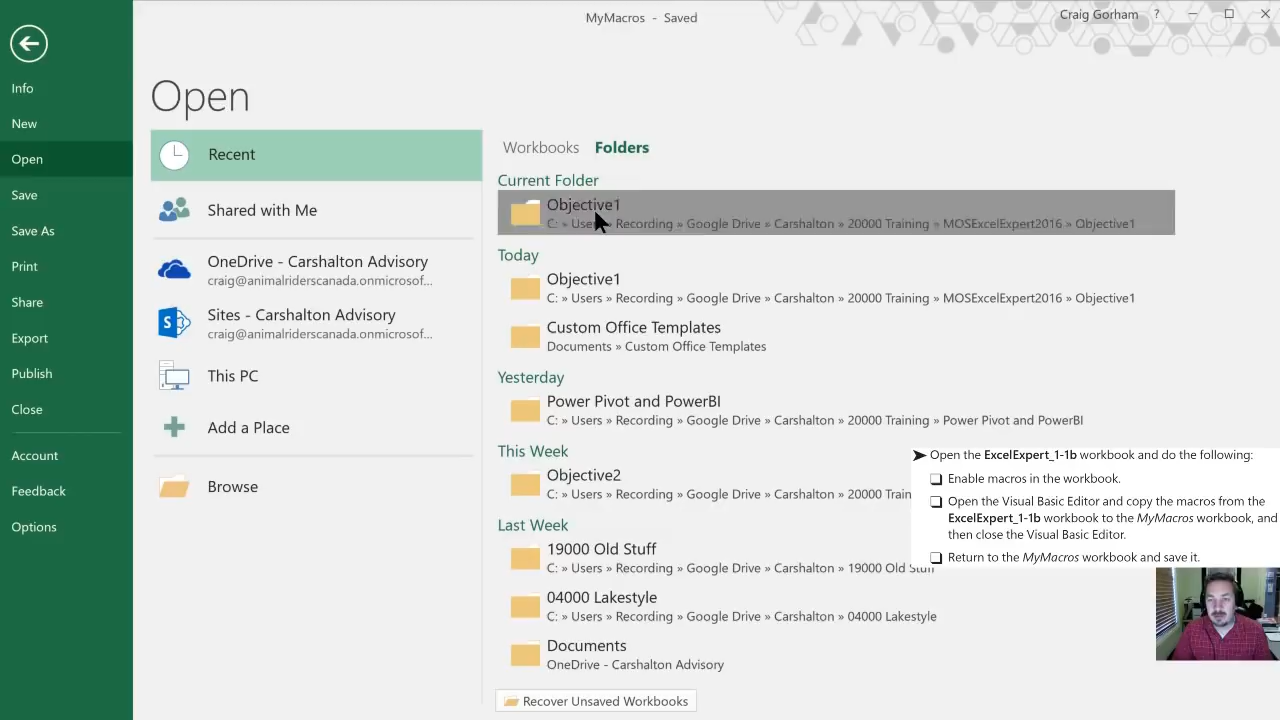 MyMacros - Saved
Craig Gorham
?
Info
New
Open
Save
Save As
Print
Share
Export
Publish
Close
Account
Feedback
Options
Open
Recent
Shared with Me
OneDrive - Carshalton Advisory
craig@animalriderscanada.onmicrosof...
Sites - Carshalton Advisory
craig@animalriderscanada.onmicrosof...
This PC
Add a Place
Browse
Workbooks Folders
Current Folder
Objective1
C: » Users » Recording » Google Drive » Carshalton » 20000 Training » MOSExcelExpert2016 » Objective1
Today
Objective1
C: » Users » Recording » Google Drive » Carshalton » 20000 Training » MOSExcelExpert2016 » Objective1
Custom Office Templates
Documents » Custom Office Templates
Yesterday
Power Pivot and PowerBI
C: » Users » Recording » Google Drive » Carshalton » 20000 Training » Power Pivot and PowerBI
This Week
Objective2
C: » Users » Recording » Google Drive » Carshalton » 20000 Train
Last Week
19000 Old Stuff
C: » Users » Recording » Google Drive » Carshalton » 19000 Old Stuff
04000 Lakestyle
C: » Users » Recording » Google Drive » Carshalton » 04000 Lakestyle
Documents
OneDrive - Carshalton Advisory
Recover Unsaved Workbooks
➤ Open the ExcelExpert_1-1b workbook and do the following:
❑ Enable macros in the workbook.
❑ Open the Visual Basic Editor and copy the macros from the
ExcelExpert_1-1b workbook to the MyMacros workbook, and
then close the Visual Basic Editor.
❑ Return to the MyMacros workbook and save it.